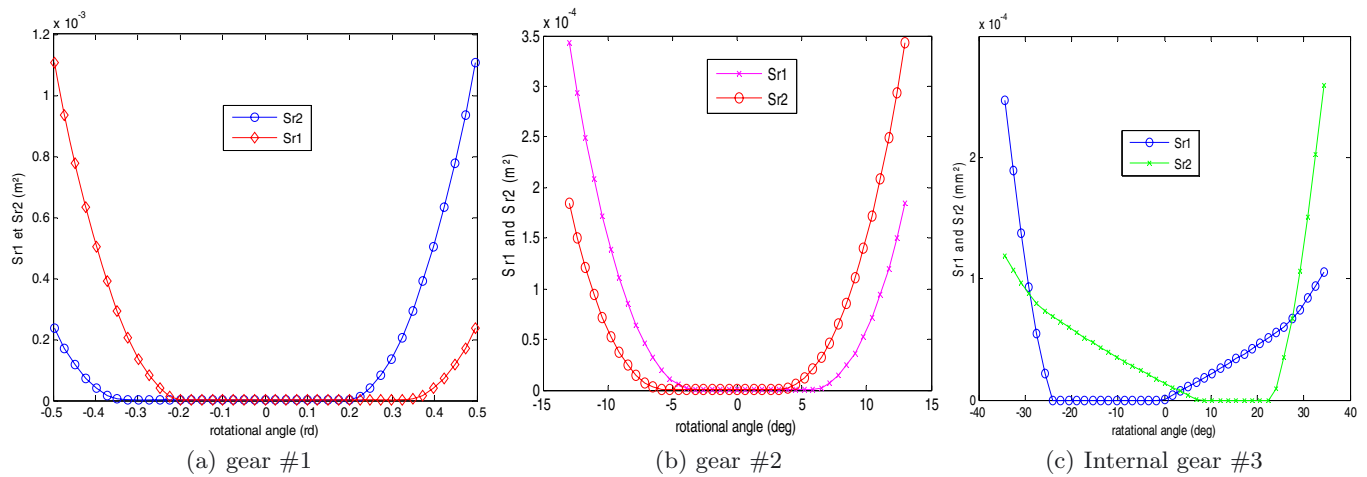 x 10⁻³
1.2
1
0.8
0.6
0.4
0.2
0
Sr1 et Sr2 (m²)
Sr2
Sr1
-0.5 -0.4 -0.3 -0.2 -0.1 0 0.1 0.2 0.3 0.4 0.5
rotational angle (rd)
(a) gear #1
x 10⁻⁴
3.5
3
2.5
2
1.5
1
0.5
0
Sr1 and Sr2 (m²)
Sr1
Sr2
-15 -10 -5 0 5 10 15
rotational angle (deg)
(b) gear #2
x 10⁻⁴
2
1
0
Sr1 and Sr2 (mm²)
Sr1
Sr2
-40 -30 -20 -10 0 10 20 30 40
ratational angle (deg)
(c) Internal gear #3